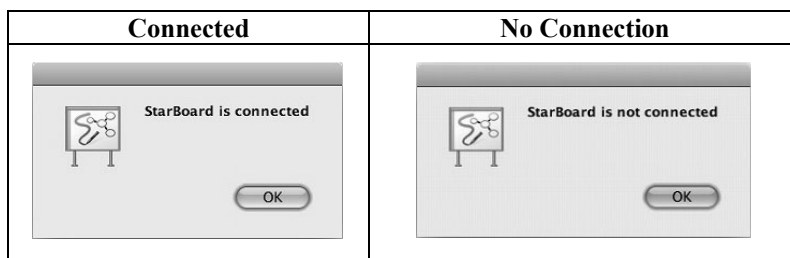 Connected
No Connection
StarBoard is connected
OK
StarBoard is not connected
OK